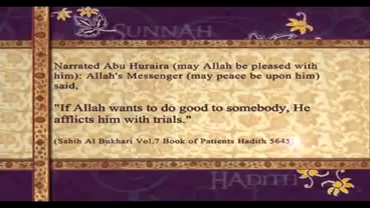 SUNNAH
Narrated Abu Huraira (may Allah be pleased with
him): Allah's Messenger (may peace be upon him)
said,
"If Allah wants to do good to somebody, He
afflicts him with trials."
(Sahih Al Bukhari Vol,7 Book of Patients Hadith 5645)
HADITH